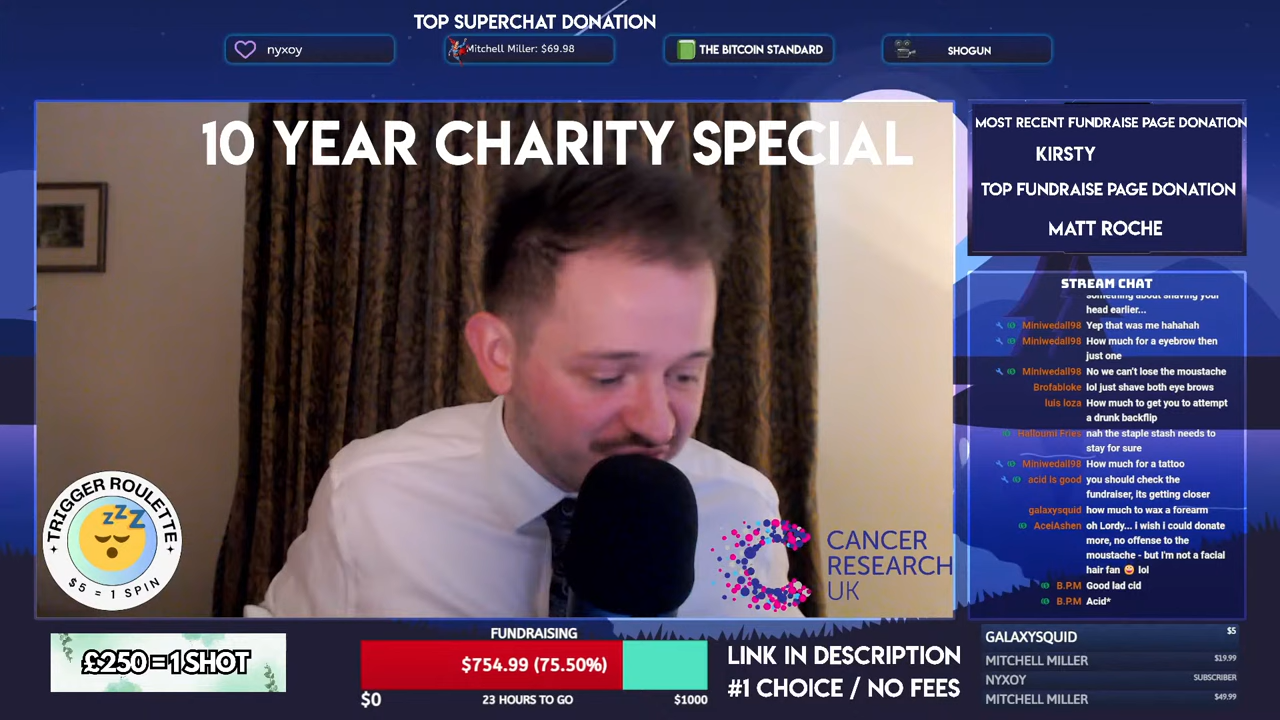 TOP SUPERCHAT DONATION
nyxoy
Mitchell Miller: $69.98
THE BITCOIN STANDARD
SHOGUN
10 YEAR CHARITY SPECIAL
MOST RECENT FUNDRAISE PAGE DONATION
KIRSTY
TOP FUNDRAISE PAGE DONATION
MATT ROCHE
STREAM CHAT
something about shaving your
head earlier...
Miniwedall98 Yep that was me hahahah
Miniwedall98 How much for a eyebrow then
just one
Miniwedall98 No we can't lose the moustache
Brofabloke lol just shave both eye brows
luis loza How much to get you to attempt
a drunk backflip
Halloumi Fries nah the staple stash needs to
stay for sure
Miniwedall98 How much for a tattoo
acid is good you should check the
fundraiser, its getting closer
galaxysquid how much to wax a forearm
AceiAshen oh Lordy... i wish i could donate
more, no offense to the
moustache - but I'm not a facial
hair fan 😀 lol
B.P.M Good lad cid
B.P.M Acid*
TRIGGER ROULETTE
zzz
$5 = 1 SPIN
CANCER
RESEARCH
UK
£250 = 1 SHOT
FUNDRAISING
$754.99 (75.50%)
$0
23 HOURS TO GO
$1000
LINK IN DESCRIPTION
#1 CHOICE / NO FEES
GALAXYSQUID $5
MITCHELL MILLER $19.99
NYXOY SUBSCRIBER
MITCHELL MILLER $49.99